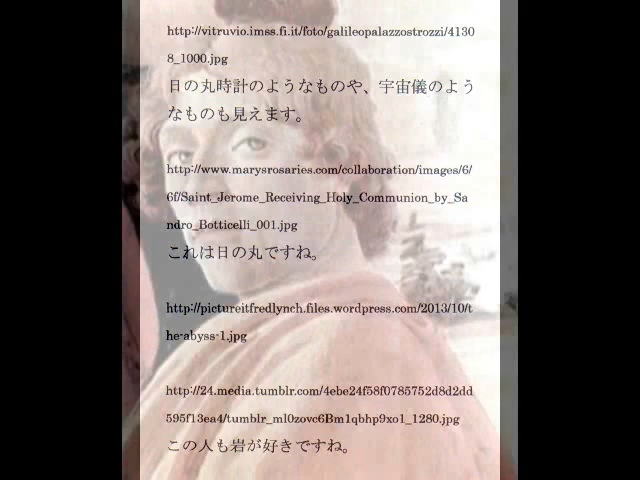 http://vitruvio.imss.fi.it/foto/galileopalazzostrozzi/4130
8_1000.jpg
日の丸時計のようなものや、宇宙儀のよう
なものも見えます。
http://www.marysrosaries.com/collaboration/images/6/
6f/Saint_Jerome_Receiving_Holy_Communion_by_Sa
ndro_Botticelli_001.jpg
これは日の丸ですね。
http://pictureitfredlynch.files.wordpress.com/2013/10/t
he-abyss-1.jpg
http://24.media.tumblr.com/4ebe24f58f0785752d8d2dd
595f13ea4/tumblr_ml0zovc6Bm1qbhp9xo1_1280.jpg
この人も岩が好きですね。